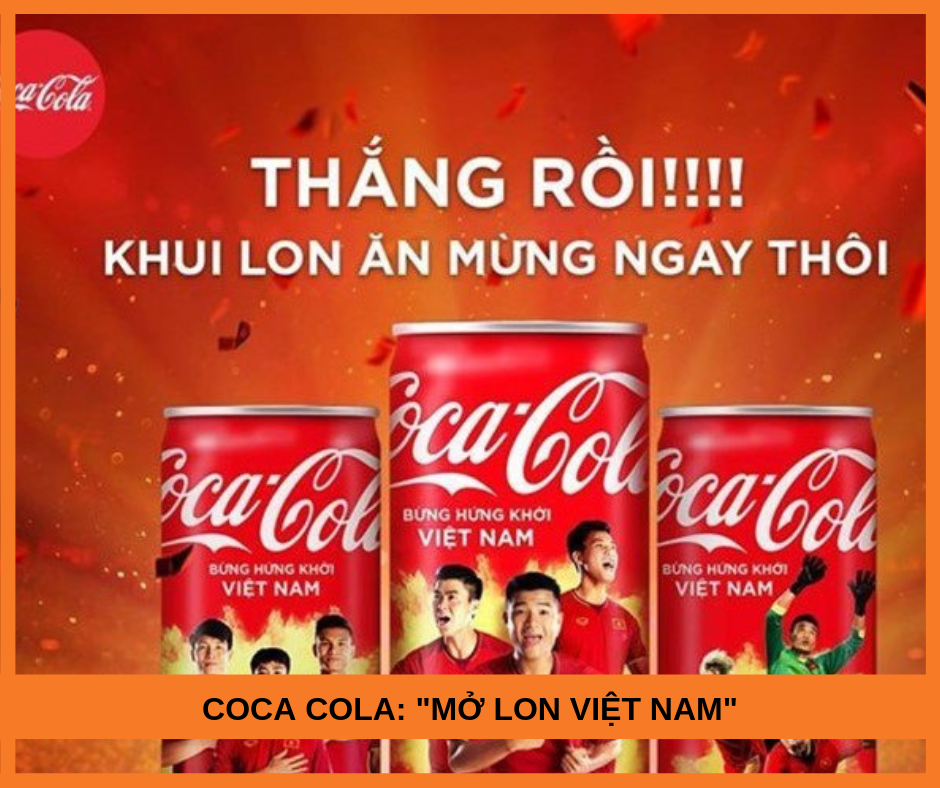 Coca-Cola
THẮNG RỒI!!!!
KHUI LON ĂN MỪNG NGAY THÔI
Coca-Cola
BỪNG HỨNG KHỞI
VIỆT NAM
Coca-Cola
BỪNG HỨNG KHỞI
VIỆT NAM
Coca-Cola
BỪNG HỨNG KHỞI
VIỆT NAM
COCA COLA: "MỞ LON VIỆT NAM"